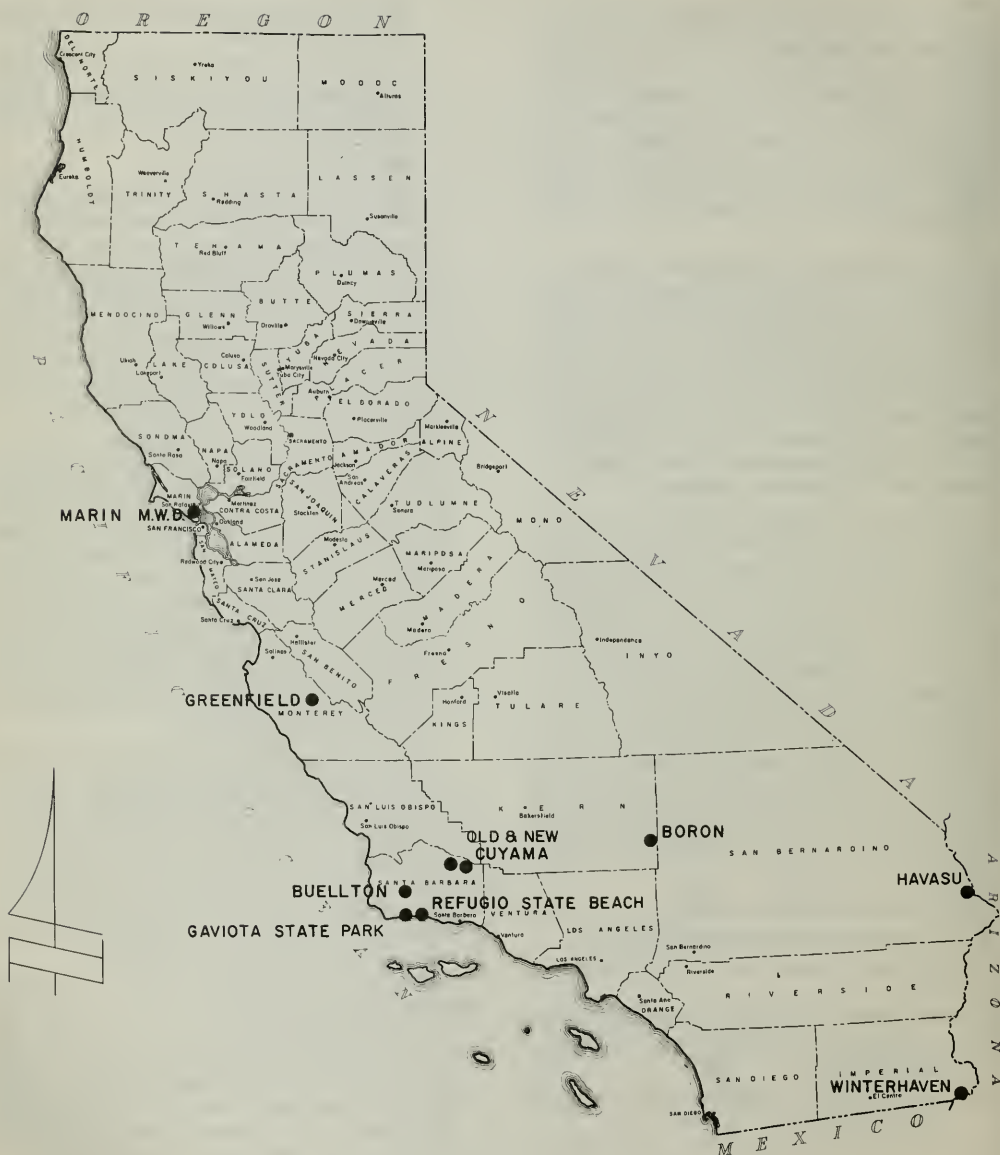 OREGON
Crescent City
DEL NORTE
Yreka
SISKIYOU
MODOC
Alturas
HUMBOLDT
Eureka
Weaverville
TRINITY
SHASTA
Redding
LASSEN
Susanville
TEHAMA
Red Bluff
PLUMAS
Quincy
MENDOCINO
GLENN
Willows
BUTTE
Oroville
SIERRA
Downieville
YUBA
NEVADA
Nevada City
Ukiah
LAKE
Lakeport
COLUSA
Colusa
SUTTER
Marysville
Yuba City
PLACER
Auburn
EL DORADO
Placerville
YOLO
Woodland
SACRAMENTO
Markleeville
ALPINE
SONOMA
Santa Rosa
NAPA
Napa
SOLANO
Fairfield
SACRAMENTO
AMADOR
Jackson
CALAVERAS
San Andreas
Bridgeport
NEVADA
PACIFIC
MARIN
San Rafael
MARIN M.W.D.
Martinez
CONTRA COSTA
SAN FRANCISCO
Oakland
SAN JOAQUIN
Stockton
TUOLUMNE
Sonora
MONO
ALAMEDA
Redwood City
SAN MATEO
Modesto
STANISLAUS
MARIPOSA
Mariposa
San Jose
SANTA CLARA
Merced
MERCED
MADERA
Madera
SANTA CRUZ
Santa Cruz
Hollister
Salinas
SAN BENITO
FRESNO
Fresno
Independence
INYO
GREENFIELD
MONTEREY
Hanford
KINGS
Visalia
TULARE
OCEAN
SAN LUIS OBISPO
San Luis Obispo
KERN
Bakersfield
OLD & NEW
CUYAMA
BORON
SAN BERNARDINO
ARIZONA
HAVASU
SANTA BARBARA
BUELLTON
REFUGIO STATE BEACH
GAVIOTA STATE PARK
Santa Barbara
VENTURA
Ventura
LOS ANGELES
LOS ANGELES
San Bernardino
Riverside
RIVERSIDE
Santa Ana
ORANGE
SAN DIEGO
SAN DIEGO
IMPERIAL
WINTERHAVEN
El Centro
MEXICO